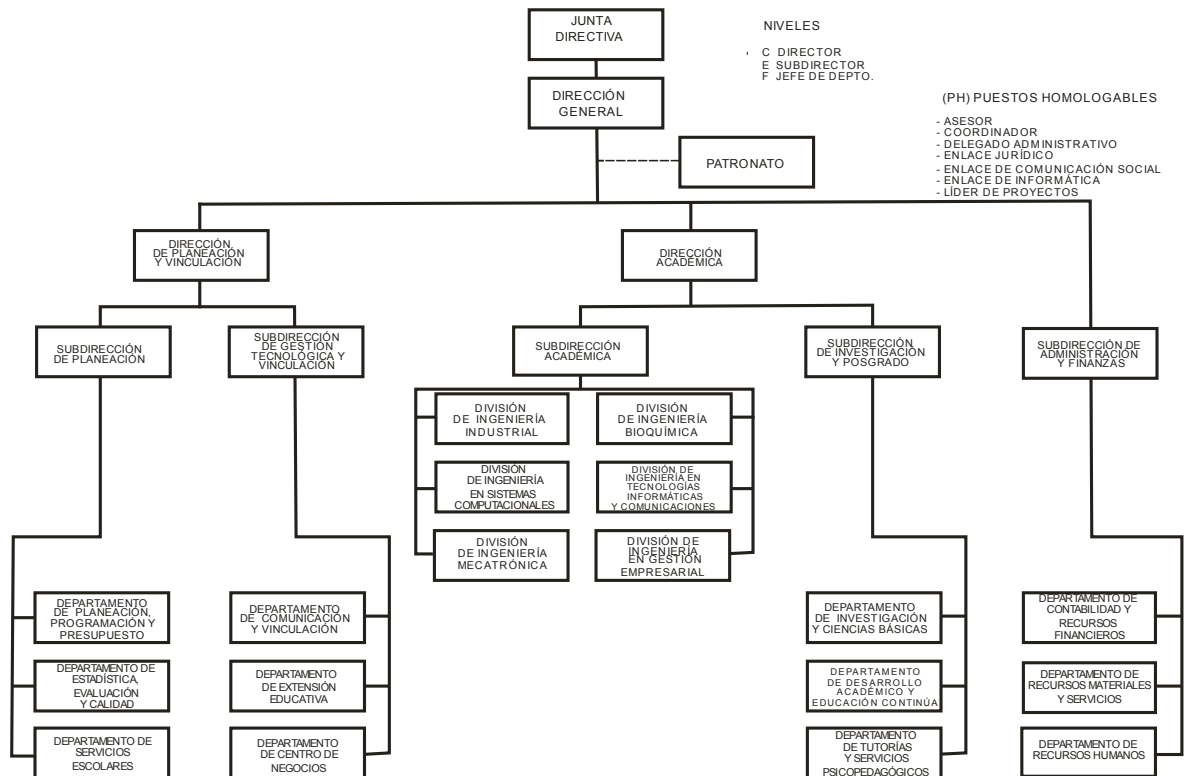 JUNTA
DIRECTIVA
NIVELES
C DIRECTOR
E SUBDIRECTOR
F JEFE DE DEPTO.
DIRECCIÓN
GENERAL
(PH) PUESTOS HOMOLOGABLES
- ASESOR
- COORDINADOR
- DELEGADO ADMINISTRATIVO
- ENLACE JURÍDICO
- ENLACE DE COMUNICACIÓN SOCIAL
- ENLACE DE INFORMÁTICA
- LÍDER DE PROYECTOS
PATRONATO
DIRECCIÓN
DE PLANEACIÓN
Y VINCULACIÓN
DIRECCIÓN
ACADÉMICA
SUBDIRECCIÓN
DE PLANEACIÓN
SUBDIRECCIÓN
DE GESTIÓN
TECNOLÓGICA Y
VINCULACIÓN
SUBDIRECCIÓN
ACADÉMICA
SUBDIRECCIÓN
DE INVESTIGACIÓN
Y POSGRADO
SUBDIRECCIÓN DE
ADMINISTRACIÓN
Y FINANZAS
DIVISIÓN
DE INGENIERÍA
INDUSTRIAL
DIVISIÓN
DE INGENIERÍA
BIOQUÍMICA
DIVISIÓN
DE INGENIERÍA
EN SISTEMAS
COMPUTACIONALES
DIVISIÓN DE
INGENIERÍA EN
TECNOLOGÍAS
INFORMÁTICAS
Y COMUNICACIONES
DIVISIÓN
DE INGENIERÍA
MECATRÓNICA
DIVISIÓN DE
INGENIERÍA
EN GESTIÓN
EMPRESARIAL
DEPARTAMENTO
DE PLANEACIÓN,
PROGRAMACIÓN Y
PRESUPUESTO
DEPARTAMENTO
DE COMUNICACIÓN
Y VINCULACIÓN
DEPARTAMENTO
DE INVESTIGACIÓN
Y CIENCIAS BÁSICAS
DEPARTAMENTO DE
CONTABILIDAD Y
RECURSOS
FINANCIEROS
DEPARTAMENTO DE
ESTADÍSTICA,
EVALUACIÓN
Y CALIDAD
DEPARTAMENTO
DE EXTENSIÓN
EDUCATIVA
DEPARTAMENTO
DE DESARROLLO
ACADÉMICO Y
EDUCACIÓN CONTINÚA
DEPARTAMENTO DE
RECURSOS MATERIALES
Y SERVICIOS
DEPARTAMENTO DE
SERVICIOS
ESCOLARES
DEPARTAMENTO
DE CENTRO DE
NEGOCIOS
DEPARTAMENTO
DE TUTORÍAS
Y SERVICIOS
PSICOPEDAGÓGICOS
DEPARTAMENTO DE
RECURSOS HUMANOS